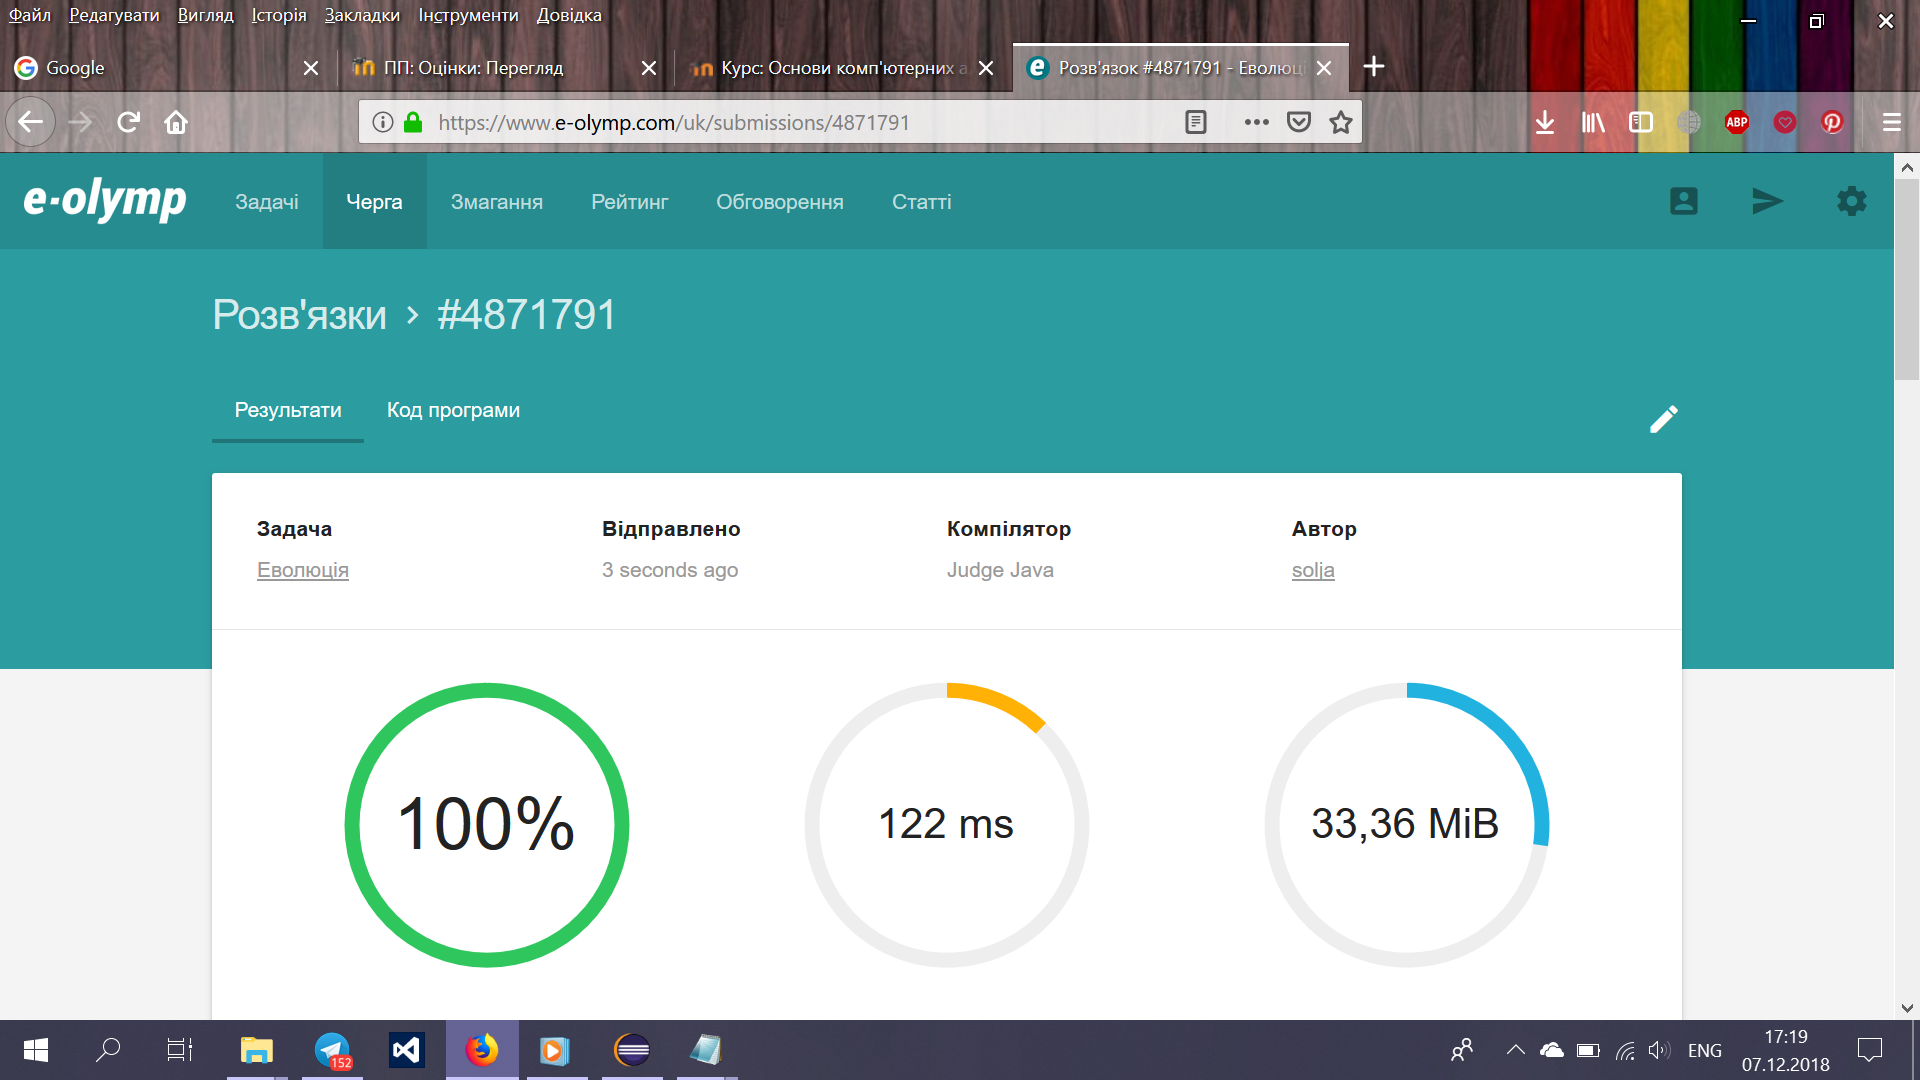 Файл Редагувати Вигляд Історія Закладки Інструменти Довідка
Google
ПП: Оцінки: Перегляд
Курс: Основи комп'ютерних а
Розв'язок #4871791 - Еволюці
https://www.e-olymp.com/uk/submissions/4871791
ABP
e-olymp Задачі Черга Змагання Рейтинг Обговорення Статті
Розв'язки › #4871791
Результати Код програми
Задача Відправлено Компілятор Автор
Еволюція 3 seconds ago Judge Java solja
100% 122 ms 33,36 MiB
152
ENG
17:19
07.12.2018